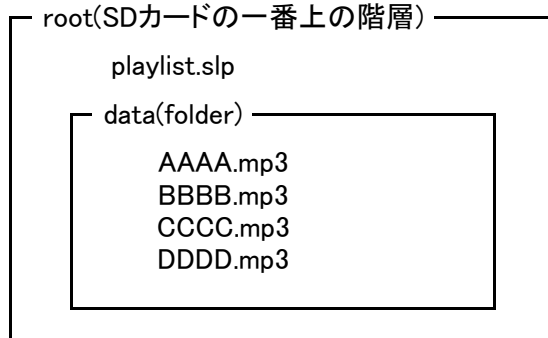 root(SDカードの一番上の階層)
playlist.slp
data(folder)
AAAA.mp3
BBBB.mp3
CCCC.mp3
DDDD.mp3